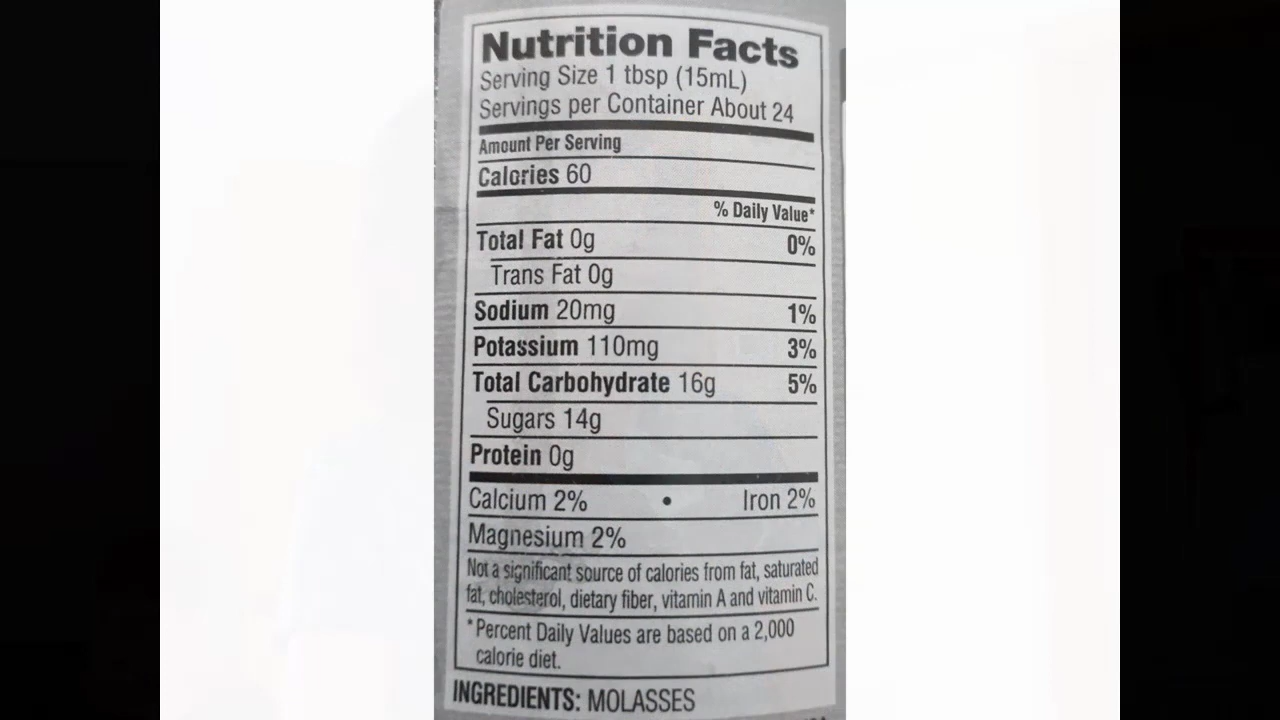 Nutrition Facts
Serving Size 1 tbsp (15mL)
Servings per Container About 24
Amount Per Serving
Calories 60
% Daily Value*
Total Fat 0g 0%
Trans Fat 0g
Sodium 20mg 1%
Potassium 110mg 3%
Total Carbohydrate 16g 5%
Sugars 14g
Protein 0g
Calcium 2% • Iron 2%
Magnesium 2%
Not a significant source of calories from fat, saturated
fat, cholesterol, dietary fiber, vitamin A and vitamin C.
*Percent Daily Values are based on a 2,000
calorie diet.
INGREDIENTS: MOLASSES